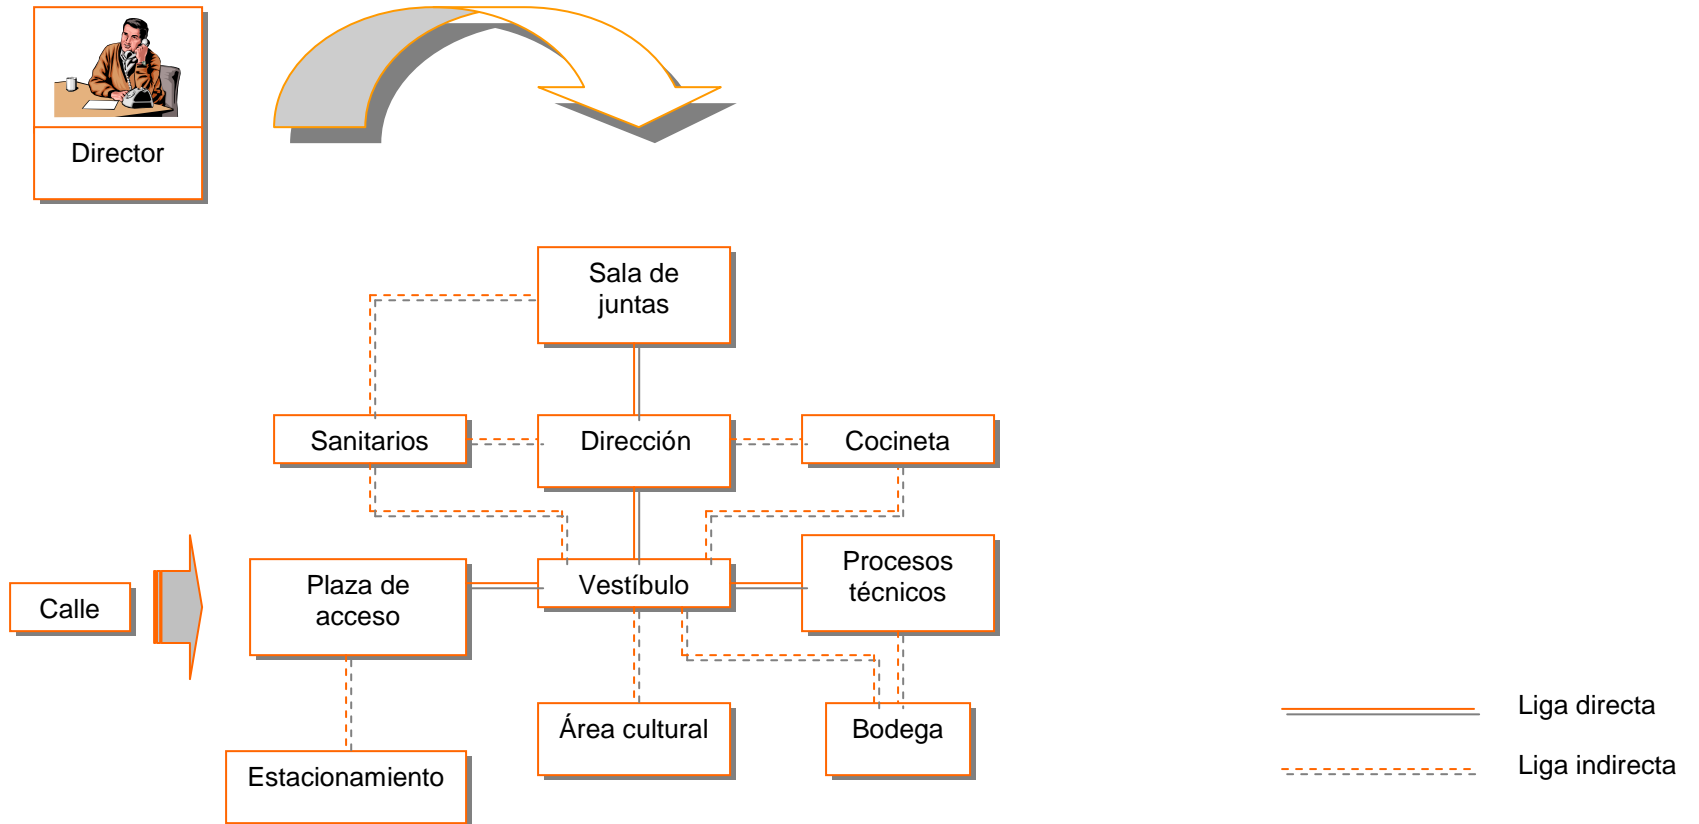 Director
Sala de
juntas
Sanitarios
Dirección
Cocineta
Calle
Plaza de
acceso
Vestíbulo
Procesos
técnicos
Estacionamiento
Área cultural
Bodega
Liga directa
Liga indirecta